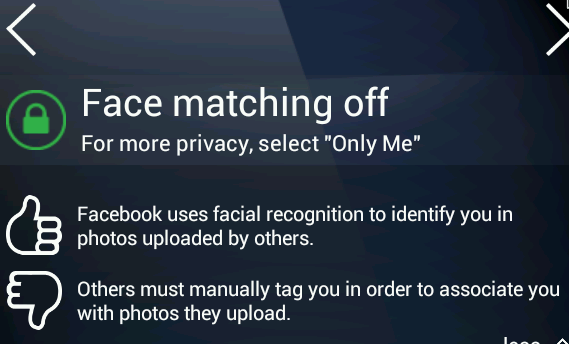 Face matching off
For more privacy, select "Only Me"
Facebook uses facial recognition to identify you in
photos uploaded by others.
Others must manually tag you in order to associate you
with photos they upload.